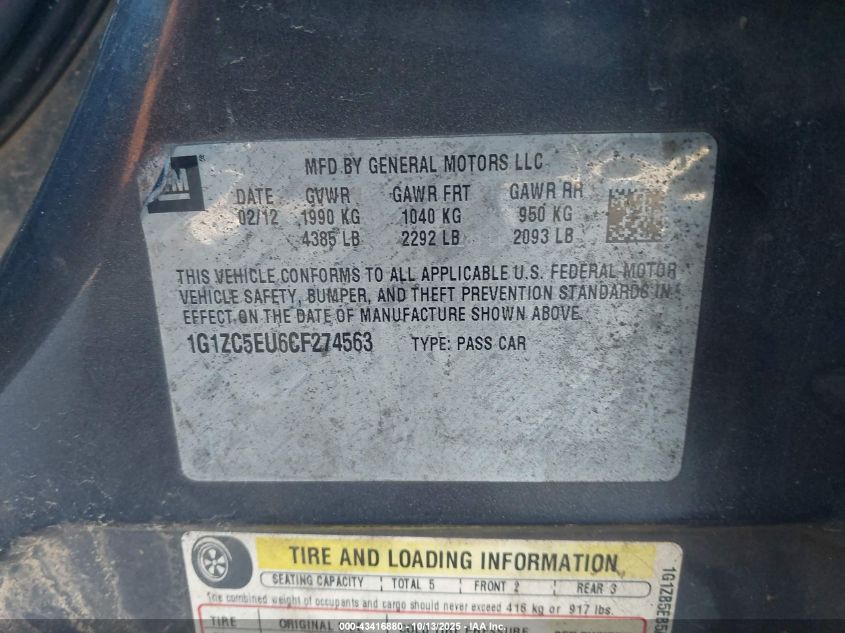 GM ®
MFD BY GENERAL MOTORS LLC
DATE GVWR GAWR FRT GAWR RR
02/12 1990 KG 1040 KG 950 KG
4385 LB 2292 LB 2093 LB
THIS VEHICLE CONFORMS TO ALL APPLICABLE U.S. FEDERAL MOTOR
VEHICLE SAFETY, BUMPER, AND THEFT PREVENTION STANDARDS IN
EFFECT ON THE DATE OF MANUFACTURE SHOWN ABOVE.
1G1ZC5EU6CF274563 TYPE: PASS CAR
TIRE AND LOADING INFORMATION
SEATING CAPACITY TOTAL 5 FRONT 2 REAR 3
The combined weight of occupants and cargo should never exceed 416 kg or 917 lbs.
TIRE ORIGINAL
1G1ZB5EB5
© 43416880 - 10/13/2025 - IAA Inc.